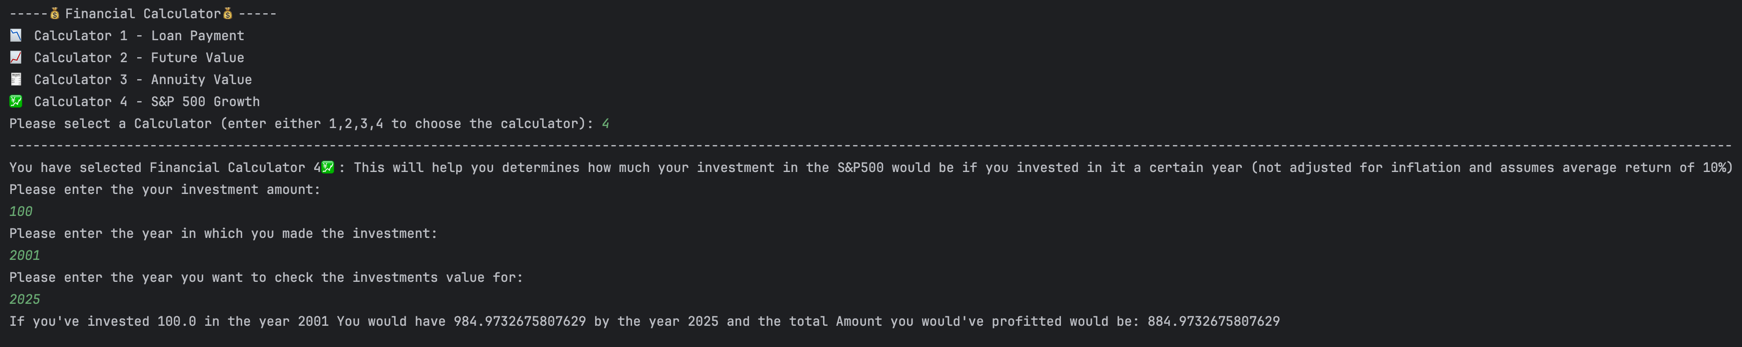 -----💰Financial Calculator💰-----
📉 Calculator 1 - Loan Payment
📈 Calculator 2 - Future Value
🧾 Calculator 3 - Annuity Value
💹 Calculator 4 - S&P 500 Growth
Please select a Calculator (enter either 1,2,3,4 to choose the calculator): 4
-----------------------------------------------------------------------------------------------------------------------------------------------------------------------------------------------------------------------------
You have selected Financial Calculator 4💹: This will help you determines how much your investment in the S&P500 would be if you invested in it a certain year (not adjusted for inflation and assumes average return of 10%)
Please enter the your investment amount:
100
Please enter the year in which you made the investment:
2001
Please enter the year you want to check the investments value for:
2025
If you've invested 100.0 in the year 2001 You would have 984.9732675807629 by the year 2025 and the total Amount you would've profitted would be: 884.9732675807629